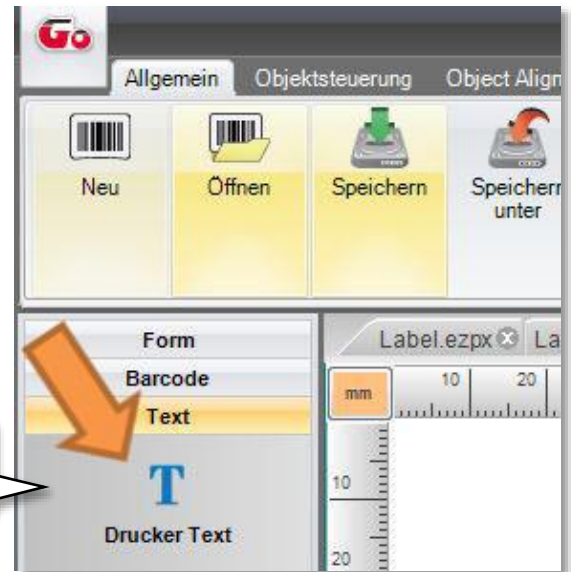 Go
Allgemein Objektsteuerung Object Align
Neu Öffnen Speichern Speichern
unter
Form
Barcode
Text
T
Drucker Text
Label.ezpx La
mm 10 20
10
20